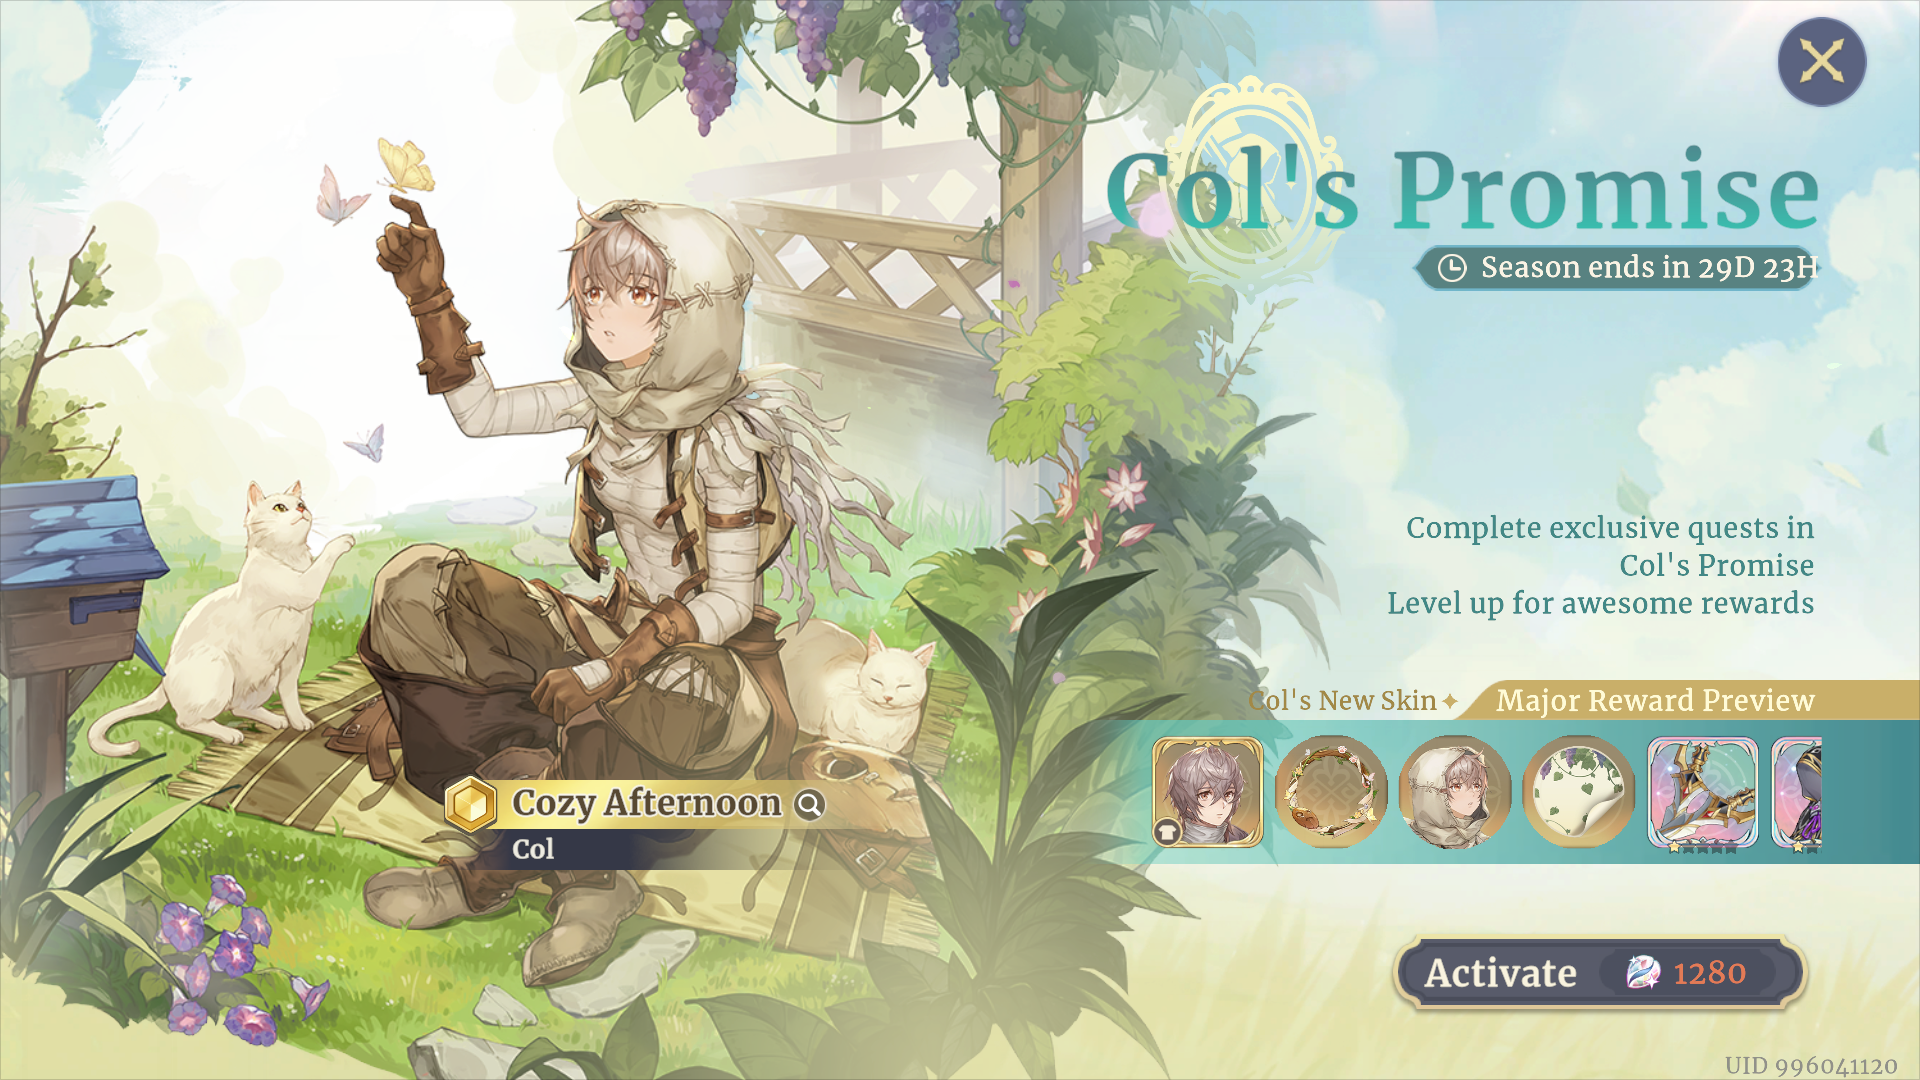 Col's Promise
Season ends in 29D 23H
Complete exclusive quests in
Col's Promise
Level up for awesome rewards
Col's New Skin
Major Reward Preview
Cozy Afternoon
Col
Activate 1280
UID 996041120